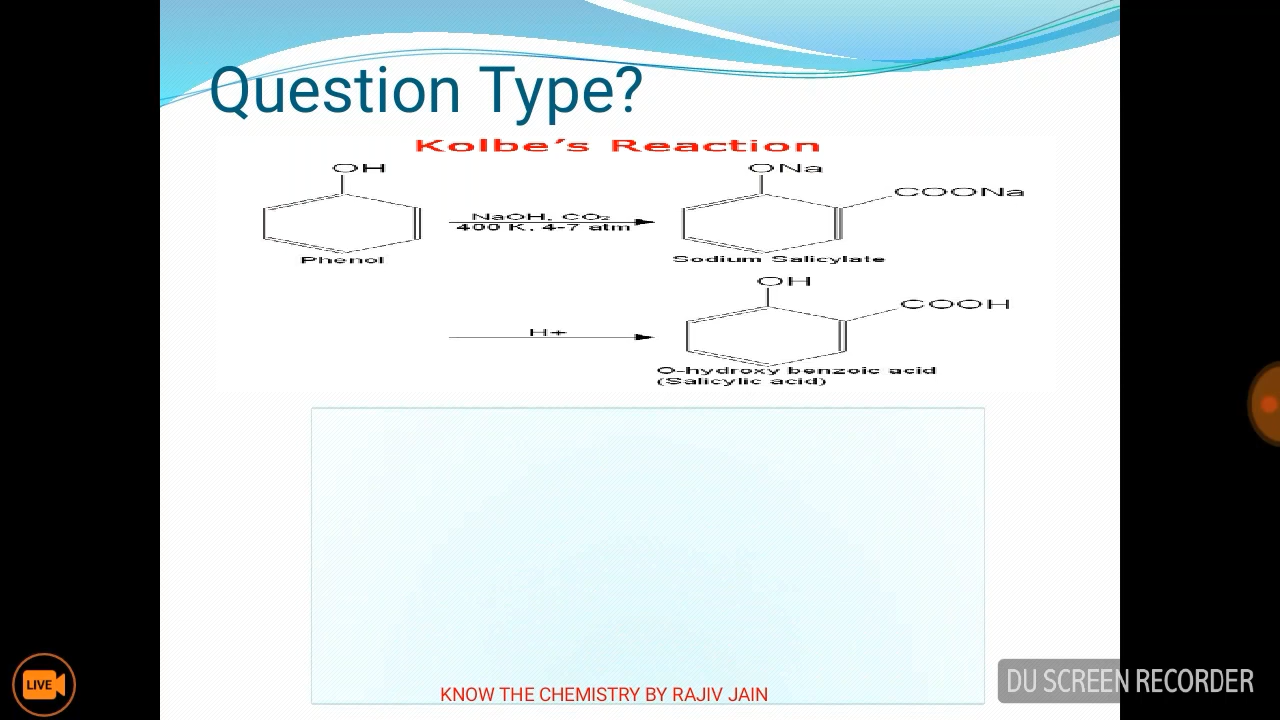 Question Type?
Kolbe's Reaction
OH
ONa
COONa
NaOH, CO₂
400 K, 4-7 atm
Phenol
Sodium Salicylate
OH
COOH
H+
O-hydroxy benzoic acid
(Salicylic acid)
KNOW THE CHEMISTRY BY RAJIV JAIN
LIVE
DU SCREEN RECORDER